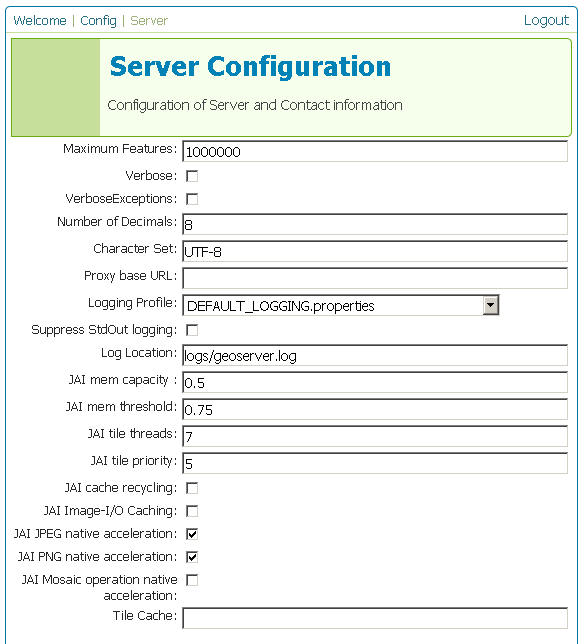 Welcome | Config | Server Logout
Server Configuration
Configuration of Server and Contact information
Maximum Features: 1000000
Verbose:
VerboseExceptions:
Number of Decimals: 8
Character Set: UTF-8
Proxy base URL:
Logging Profile: DEFAULT_LOGGING.properties
Suppress StdOut logging:
Log Location: logs/geoserver.log
JAI mem capacity : 0.5
JAI mem threshold: 0.75
JAI tile threads: 7
JAI tile priority: 5
JAI cache recycling:
JAI Image-I/O Caching:
JAI JPEG native acceleration:
JAI PNG native acceleration:
JAI Mosaic operation native
acceleration:
Tile Cache: